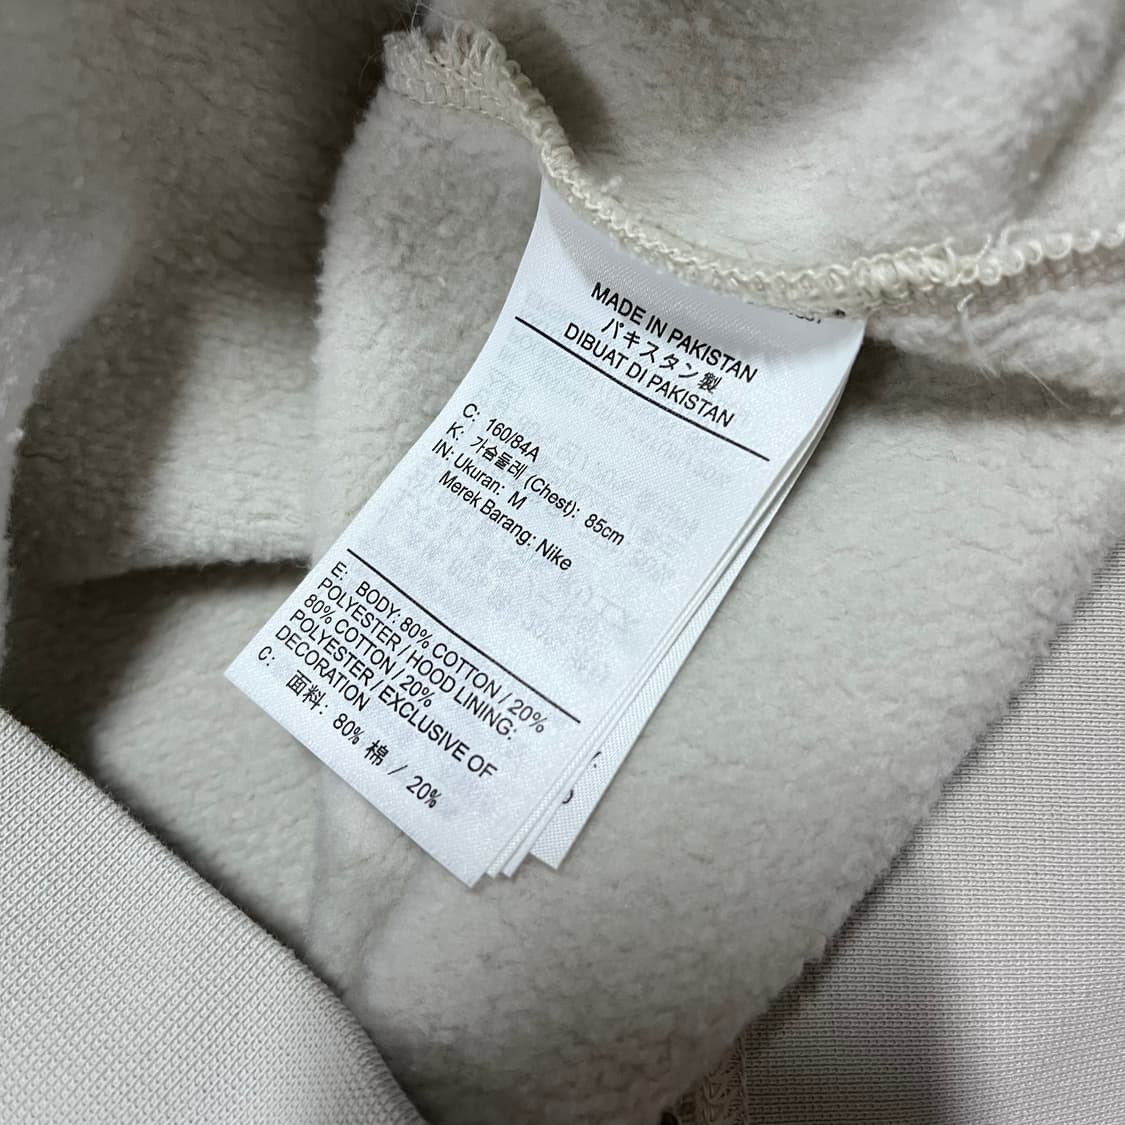 MADE IN PAKISTAN
パキスタン製
DIBUAT DI PAKISTAN
C: 160/84A
K: 가슴둘레 (Chest): 85cm
IN: Ukuran: M
Merek Barang: Nike
E: BODY: 80% COTTON / 20%
POLYESTER / HOOD LINING:
80% COTTON / 20%
POLYESTER / EXCLUSIVE OF
DECORATION
C: 面料: 80% 棉 / 20%